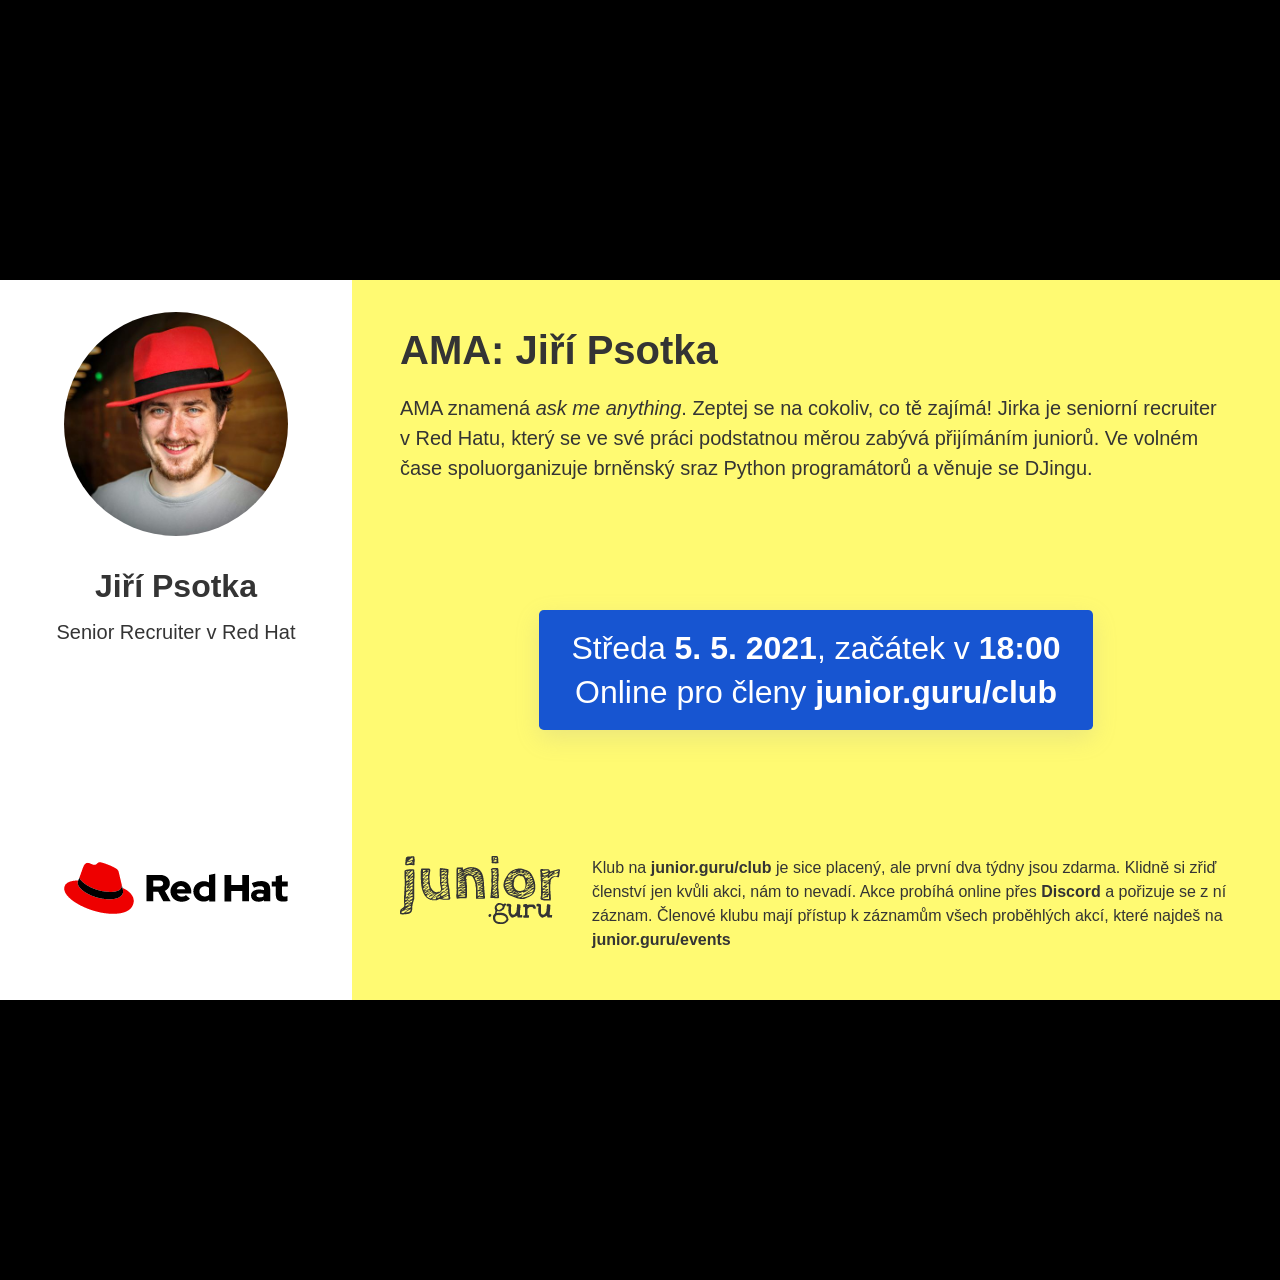 Jiří Psotka
Senior Recruiter v Red Hat
Red Hat
AMA: Jiří Psotka
AMA znamená ask me anything. Zeptej se na cokoliv, co tě zajímá! Jirka je seniorní recruiter
v Red Hatu, který se ve své práci podstatnou měrou zabývá přijímáním juniorů. Ve volném
čase spoluorganizuje brněnský sraz Python programátorů a věnuje se DJingu.
Středa 5. 5. 2021, začátek v 18:00
Online pro členy junior.guru/club
junior
.guru
Klub na junior.guru/club je sice placený, ale první dva týdny jsou zdarma. Klidně si zřiď
členství jen kvůli akci, nám to nevadí. Akce probíhá online přes Discord a pořizuje se z ní
záznam. Členové klubu mají přístup k záznamům všech proběhlých akcí, které najdeš na
junior.guru/events